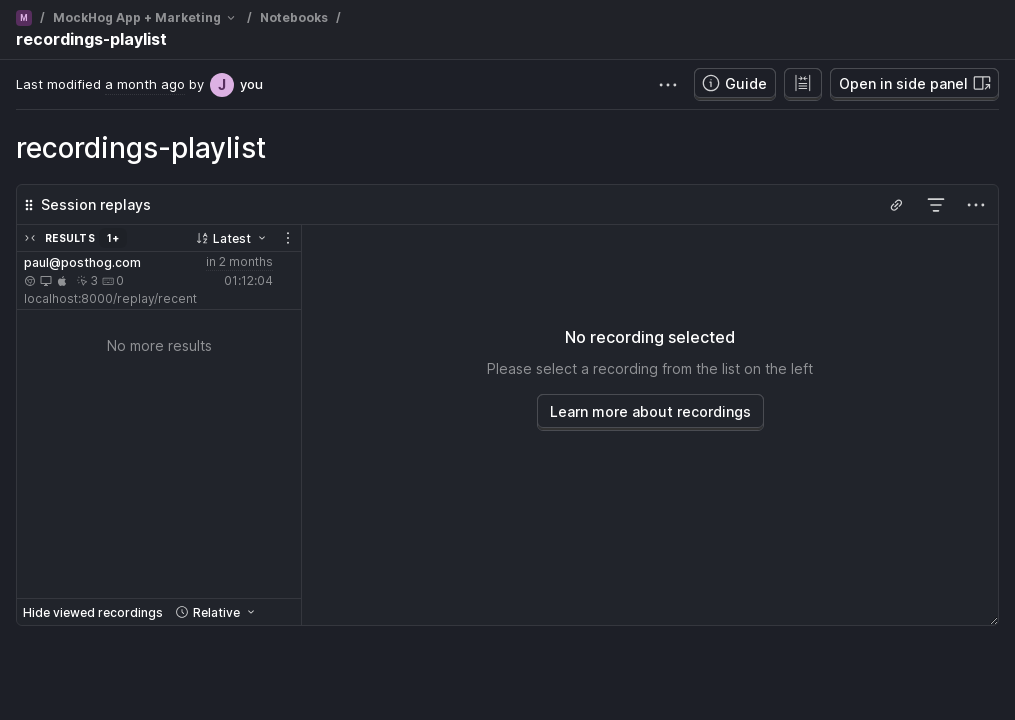 M / MockHog App + Marketing / Notebooks /
recordings-playlist
Last modified a month ago by J you
Guide
Open in side panel
recordings-playlist
Session replays
RESULTS 1+ Latest
paul@posthog.com in 2 months
3 0 01:12:04
localhost:8000/replay/recent
No more results
No recording selected
Please select a recording from the list on the left
Learn more about recordings
Hide viewed recordings Relative